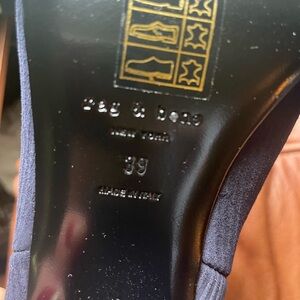 rag & bone
NEW YORK
39
MADE IN ITALY